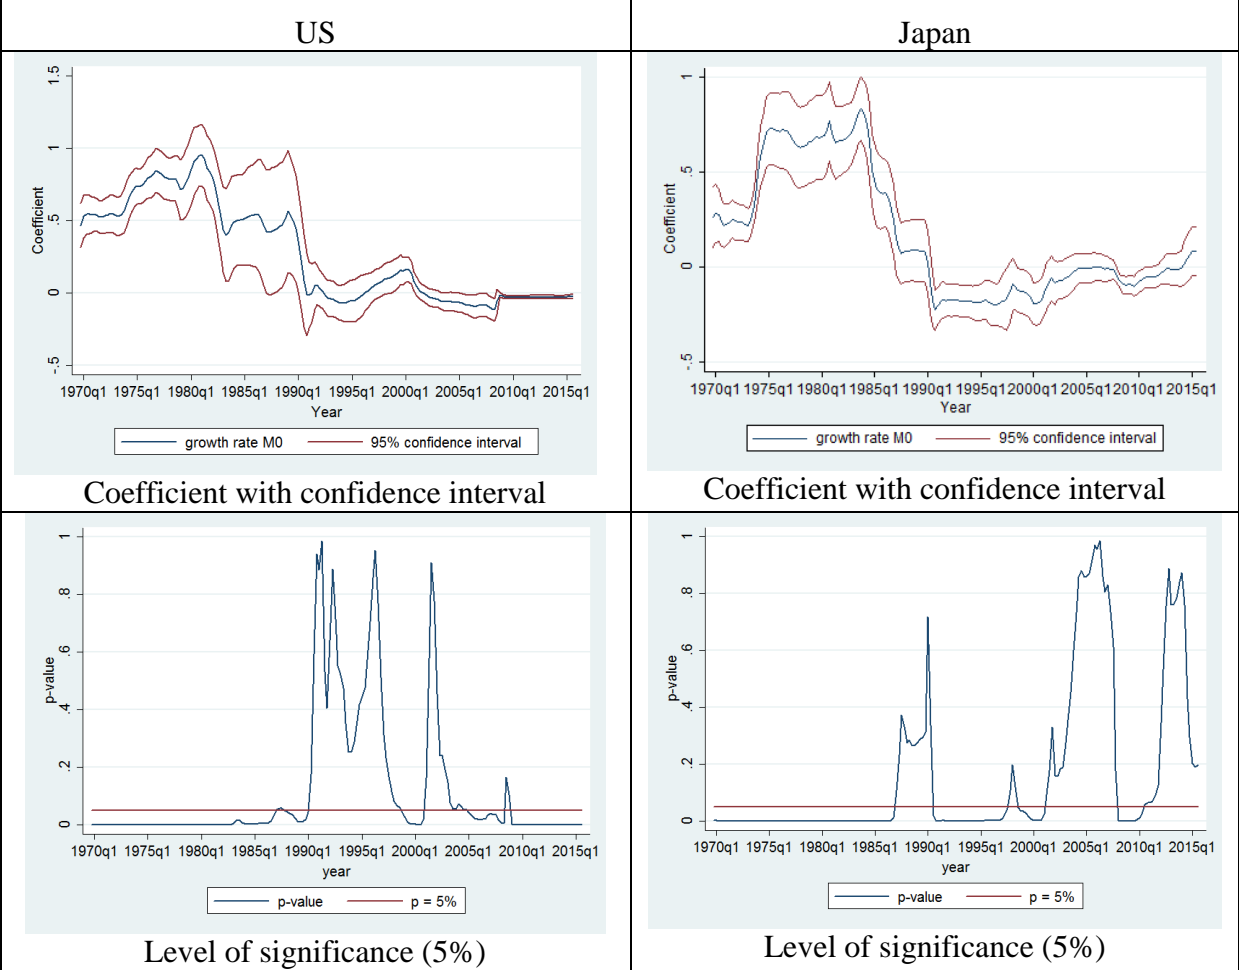 US
Japan
1.5
1
.5
0
-.5
Coefficient
1970q1 1975q1 1980q1 1985q1 1990q1 1995q1 2000q1 2005q1 2010q1 2015q1
Year
growth rate M0 95% confidence interval
Coefficient with confidence interval
1
.5
0
-.5
Coefficient
1970q1 1975q1 1980q1 1985q1 1990q1 1995q1 2000q1 2005q1 2010q1 2015q1
Year
growth rate M0 95% confidence interval
Coefficient with confidence interval
1
.8
.6
.4
.2
0
p-value
1970q1 1975q1 1980q1 1985q1 1990q1 1995q1 2000q1 2005q1 2010q1 2015q1
year
p-value p = 5%
Level of significance (5%)
1
.8
.6
.4
.2
0
p-value
1970q1 1975q1 1980q1 1985q1 1990q1 1995q1 2000q1 2005q1 2010q1 2015q1
year
p-value p = 5%
Level of significance (5%)